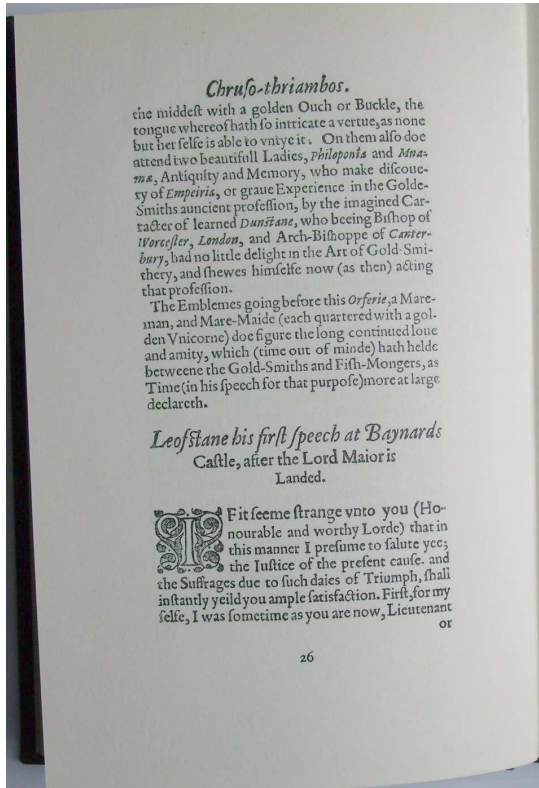 Chruſo-thriambos.
the middeſt with a golden Ouch or Buckle, the
tongue whereof hath ſo intricate a vertue, as none
but her ſelfe is able to vntye it. On them alſo doe
attend two beautifull Ladies, Philoponia and Mna-
mæ, Antiquity and Memory, who make diſcoue-
ry of Empeiria, or graue Experience in the Golde-
Smiths auncient profeſſion, by the imagined Car-
racter of learned Dunſtane, who beeing Biſhop of
Worceſter, London, and Arch-Biſhoppe of Canter-
bury, had no little delight in the Art of Gold-Smi-
thery, and ſhewes himſelfe now (as then) acting
that profeſſion.
The Emblemes going before this Orferie, a Mare-
man, and Mare-Maide (each quartered with a gol-
den Vnicorne) doe figure the long continued loue
and amity, which (time out of minde) hath helde
betweene the Gold-Smiths and Fiſh-Mongers, as
Time (in his ſpeech for that purpoſe) more at large
declareth.
Leofſtane his firſt ſpeech at Baynards
Caſtle, after the Lord Maior is
Landed.
IF it ſeeme ſtrange vnto you (Ho-
nourable and worthy Lorde) that in
this manner I preſume to ſalute yee;
the Iuſtice of the preſent cauſe. and
the Suffrages due to ſuch daies of Triumph, ſhall
inſtantly yeild you ample ſatisfaction. Firſt, for my
ſelfe, I was ſometime as you are now, Lieutenant
or
26